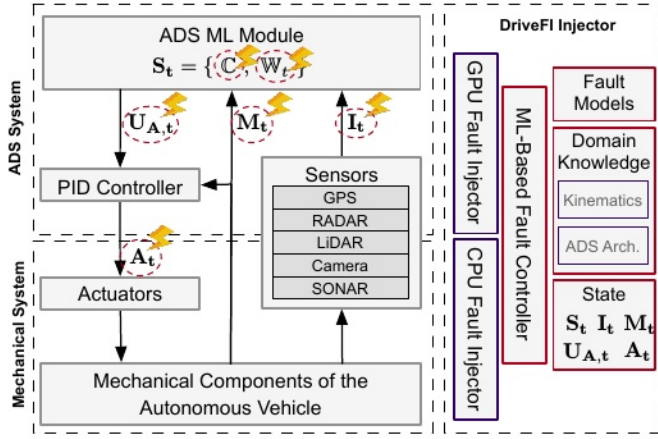 ADS ML Module
S_t = { ℂ , 𝕎_t }
U_A,t
M_t
I_t
PID Controller
ADS System
Sensors
GPS
RADAR
LiDAR
Camera
SONAR
A_t
Actuators
Mechanical System
Mechanical Components of the
Autonomous Vehicle
DriveFI Injector
GPU Fault Injector
CPU Fault Injector
ML-Based Fault Controller
Fault
Models
Domain
Knowledge
Kinematics
ADS Arch.
State
S_t I_t M_t
U_A,t A_t